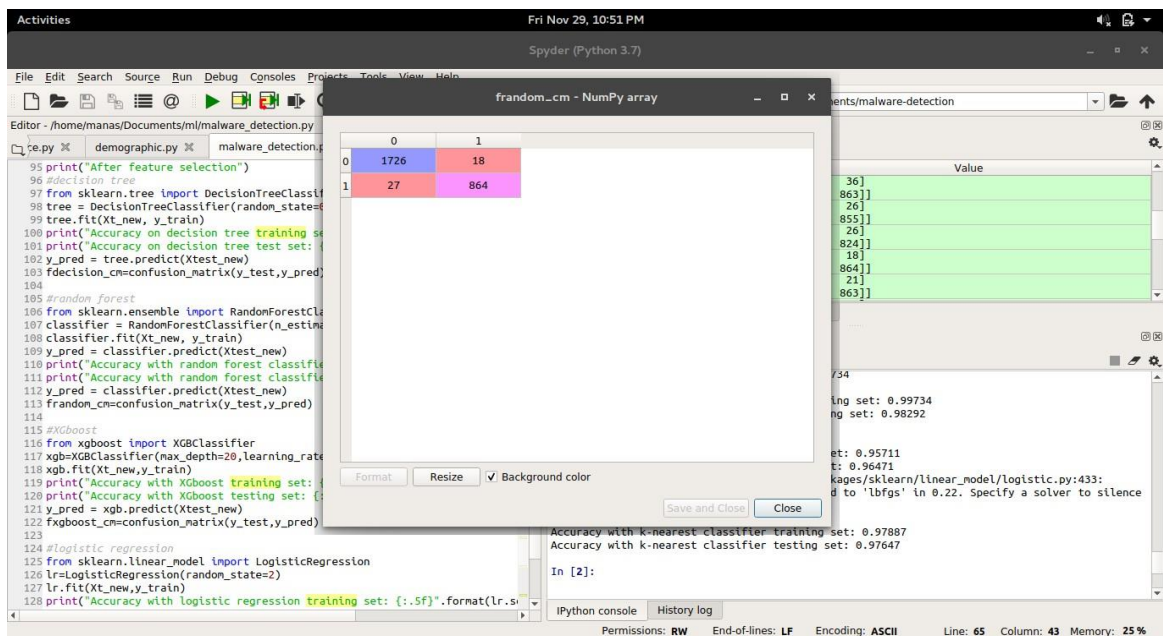 Activities
Fri Nov 29, 10:51 PM
Spyder (Python 3.7)
File Edit Search Source Run Debug Consoles Projects Tools View Help
Editor - /home/manas/Documents/ml/malware_detection.py
ce.py demographic.py malware_detection.p
95 print("After feature selection")
96 #decision tree
97 from sklearn.tree import DecisionTreeClassif
98 tree = DecisionTreeClassifier(random_state=
99 tree.fit(Xt_new, y_train)
100 print("Accuracy on decision tree training se
101 print("Accuracy on decision tree test set: {
102 y_pred = tree.predict(Xtest_new)
103 fdecision_cm=confusion_matrix(y_test,y_pred)
104
105 #random forest
106 from sklearn.ensemble import RandomForestCla
107 classifier = RandomForestClassifier(n_estima
108 classifier.fit(Xt_new, y_train)
109 y_pred = classifier.predict(Xtest_new)
110 print("Accuracy with random forest classifie
111 print("Accuracy with random forest classifie
112 y_pred = classifier.predict(Xtest_new)
113 frandom_cm=confusion_matrix(y_test,y_pred)
114
115 #XGboost
116 from xgboost import XGBClassifier
117 xgb=XGBClassifier(max_depth=20,learning_rate
118 xgb.fit(Xt_new,y_train)
119 print("Accuracy with XGboost training set: {
120 print("Accuracy with XGboost testing set: {:
121 y_pred = xgb.predict(Xtest_new)
122 fxgboost_cm=confusion_matrix(y_test,y_pred)
123
124 #logistic regression
125 from sklearn.linear_model import LogisticRegression
126 lr=LogisticRegression(random_state=2)
127 lr.fit(Xt_new,y_train)
128 print("Accuracy with logistic regression training set: {:.5f}".format(lr.s
frandom_cm - NumPy array
0 1
0 1726 18
1 27 864
Format Resize Background color
Save and Close Close
ents/malware-detection
Value
36]
863]]
26]
855]]
26]
824]]
18]
864]]
21]
863]]
734
ing set: 0.99734
ng set: 0.98292
et: 0.95711
t: 0.96471
kages/sklearn/linear_model/logistic.py:433:
d to 'lbfgs' in 0.22. Specify a solver to silence
Accuracy with k-nearest classifier training set: 0.97887
Accuracy with k-nearest classifier testing set: 0.97647
In [2]:
IPython console History log
Permissions: RW End-of-lines: LF Encoding: ASCII Line: 65 Column: 43 Memory: 25 %